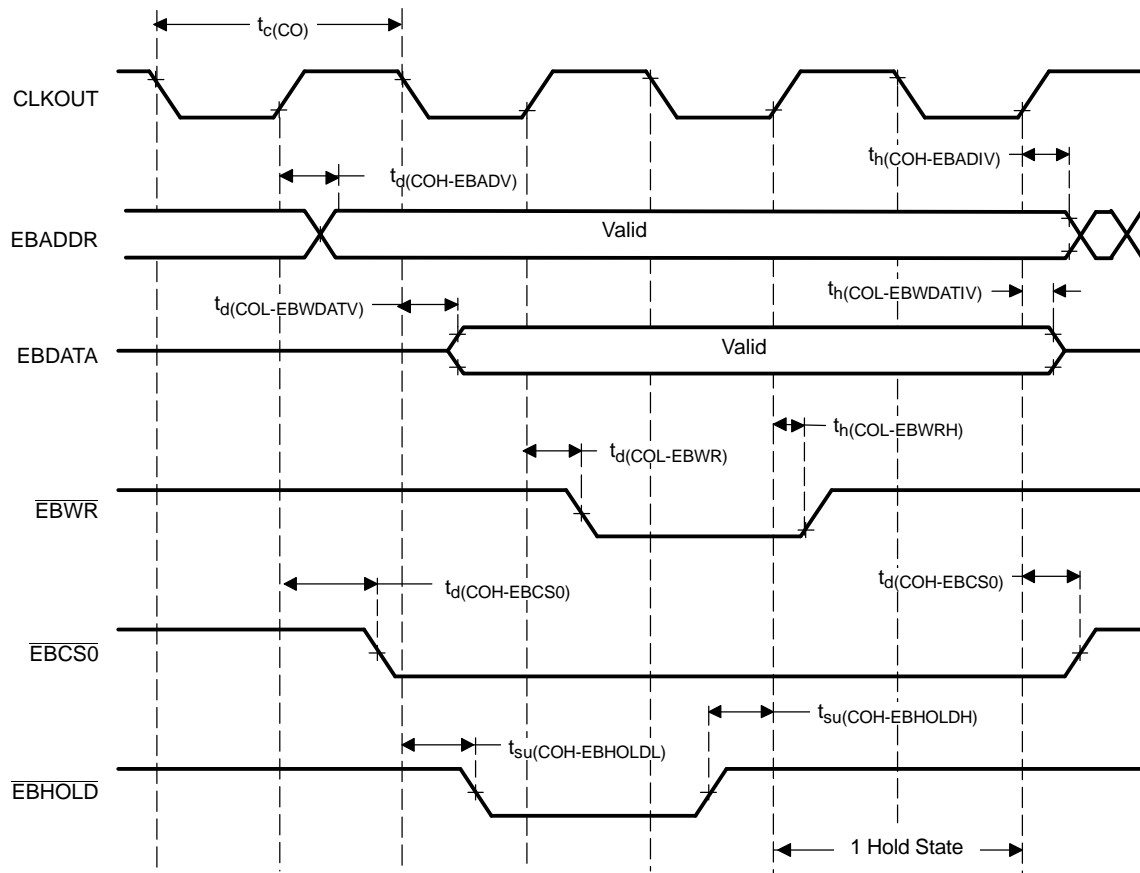 tc(CO)
CLKOUT
th(COH-EBADIV)
td(COH-EBADV)
EBADDR
Valid
td(COL-EBWDATV)
th(COL-EBWDATIV)
EBDATA
Valid
th(COL-EBWRH)
td(COL-EBWR)
EBWR
td(COH-EBCS0)
td(COH-EBCS0)
EBCS0
tsu(COH-EBHOLDH)
tsu(COH-EBHOLDL)
EBHOLD
1 Hold State